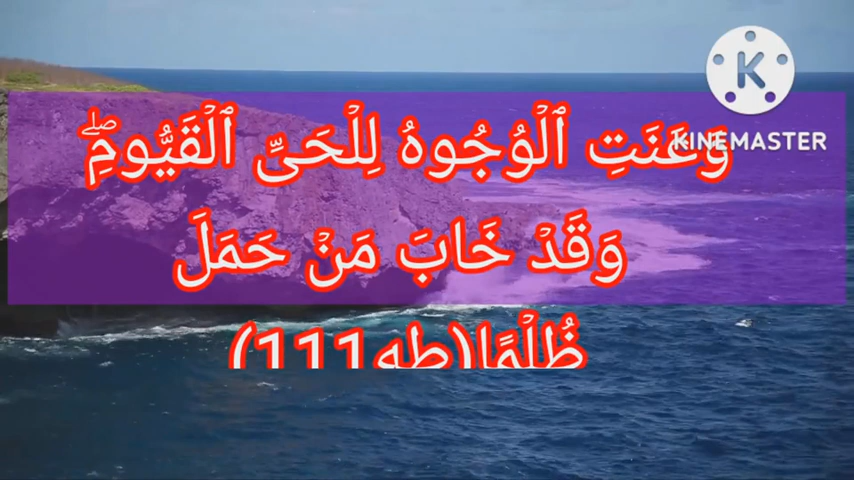 K
KINEMASTER
وَعَنَتِ ٱلْوُجُوهُ لِلْحَىِّ ٱلْقَيُّومِ ۖ
وَقَدْ خَابَ مَنْ حَمَلَ
ظُلْمًا(طه111)